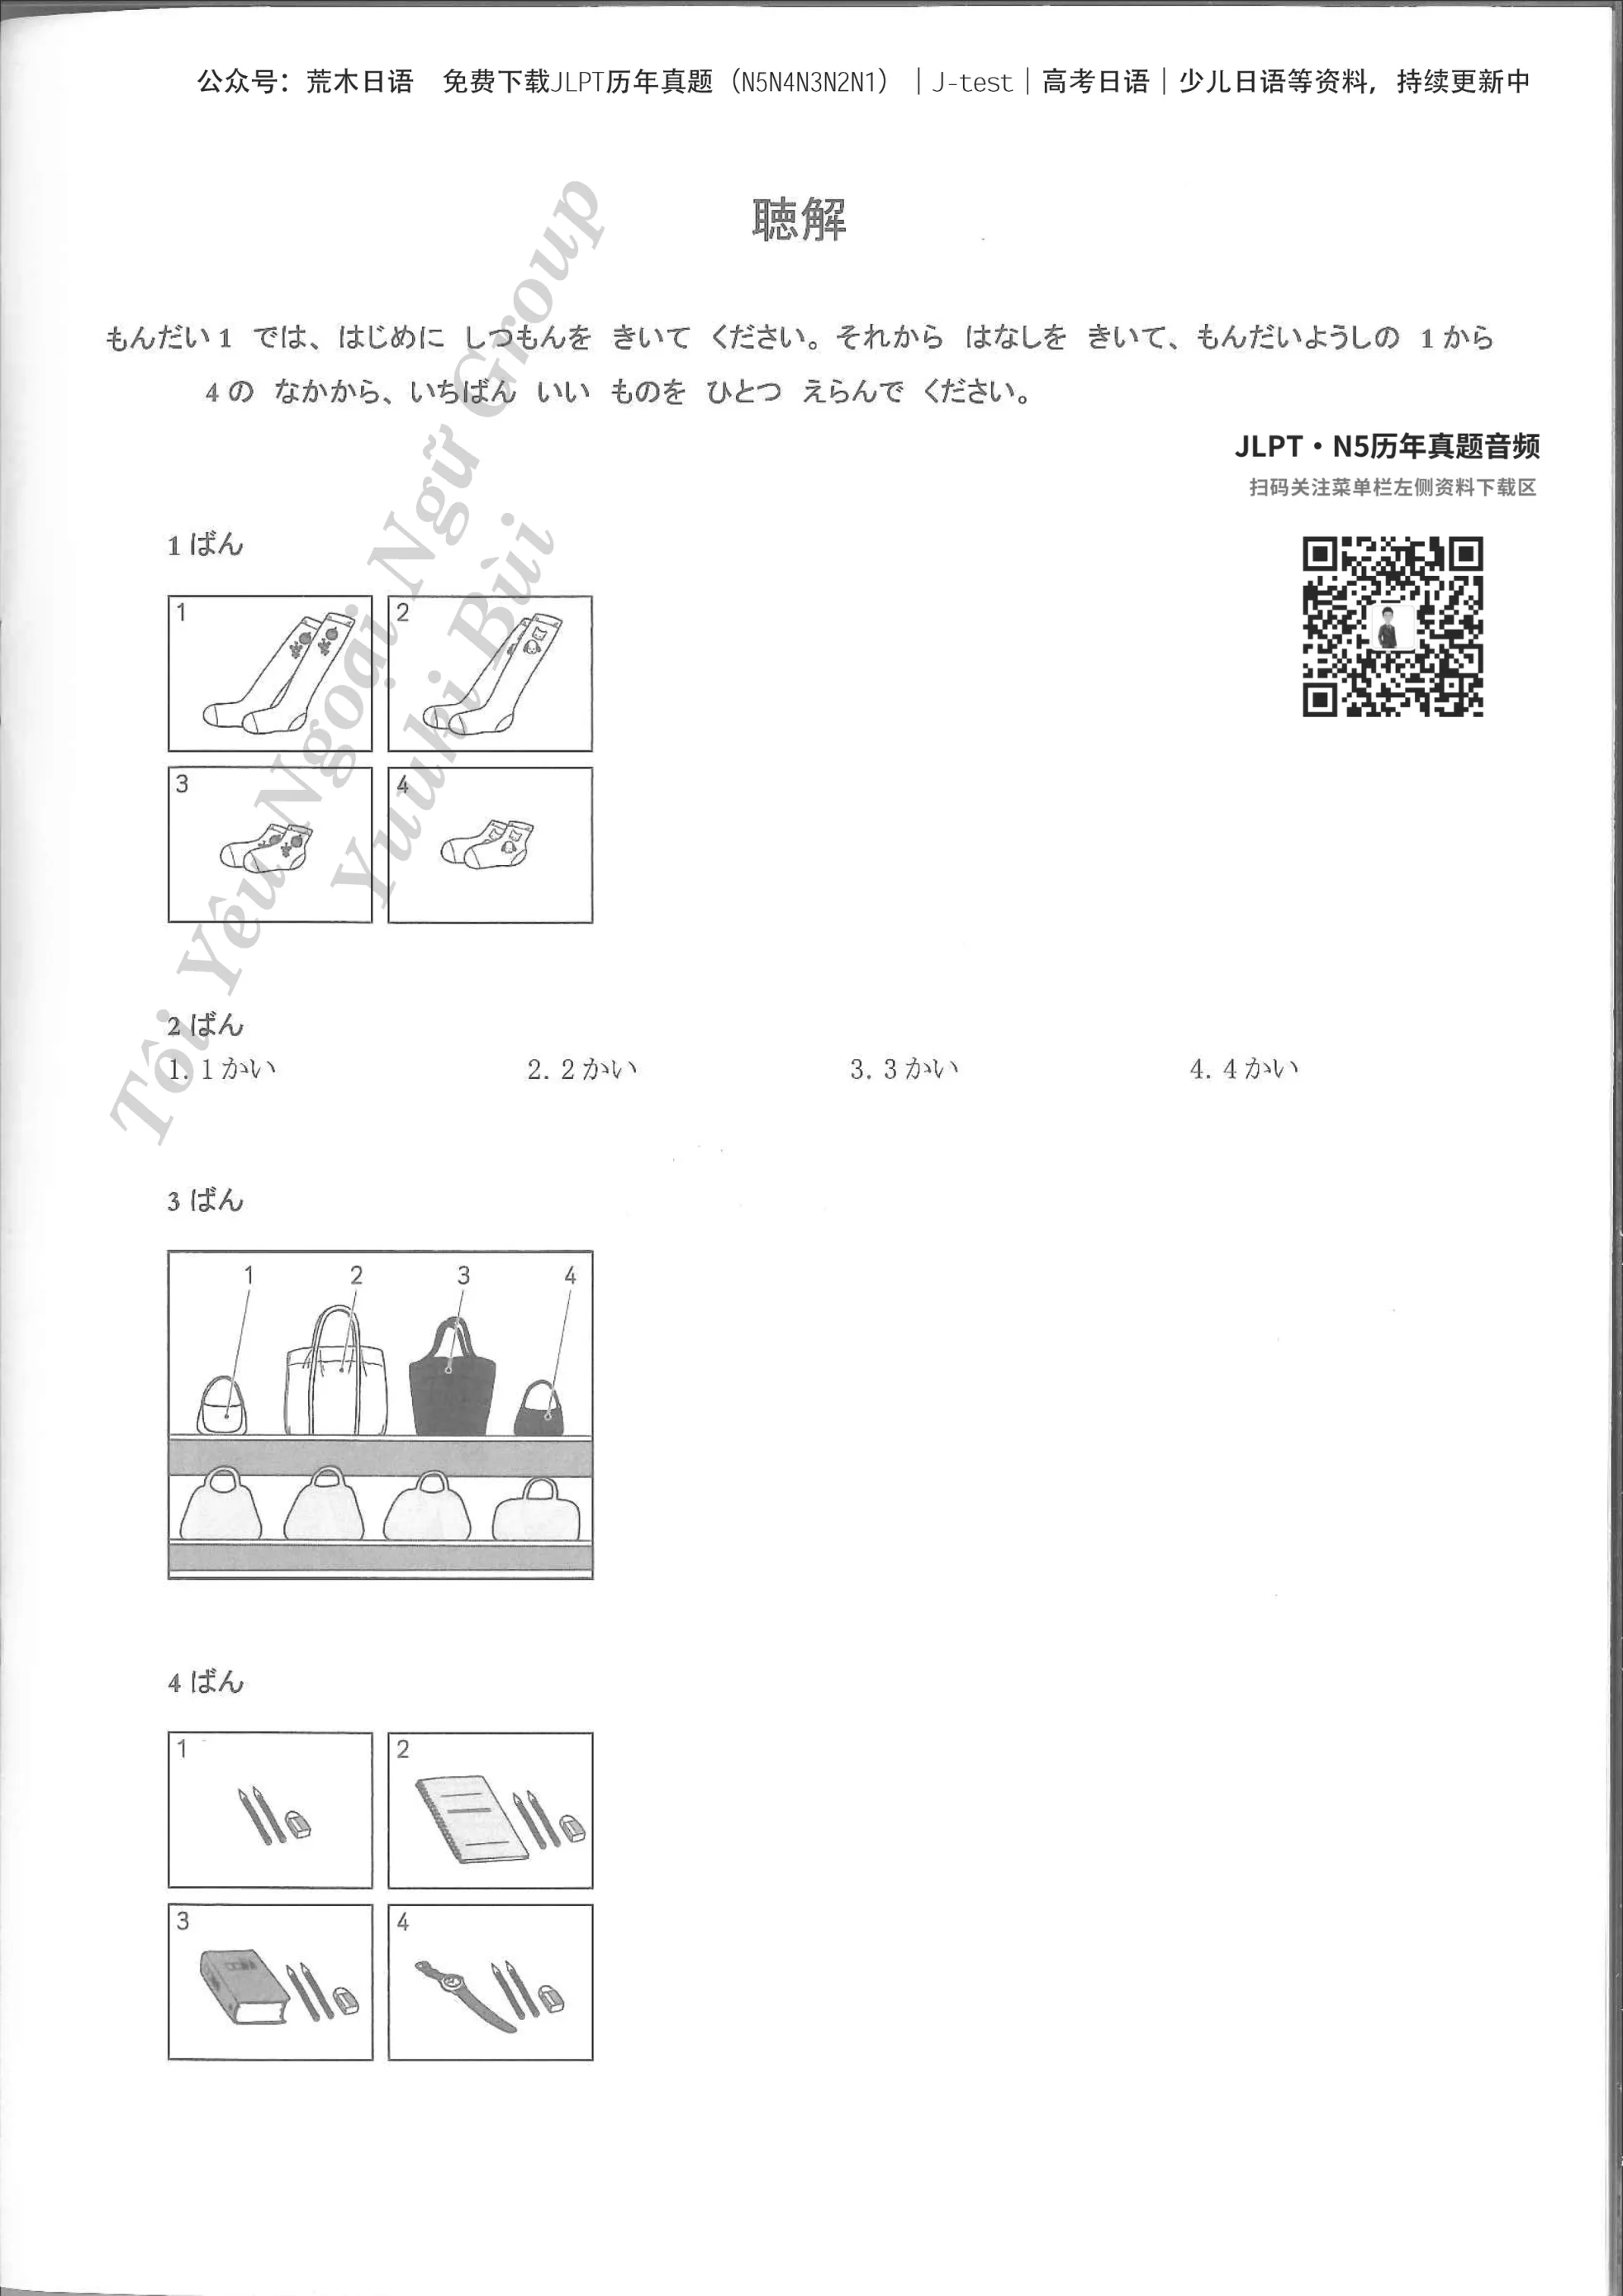 公众号：荒木日语　免费下载JLPT历年真题（N5N4N3N2N1）｜J-test｜高考日语｜少儿日语等资料，持续更新中
聴解
もんだい1 では、はじめに しつもんを きいて ください。それから はなしを きいて、もんだいようしの 1から
4の なかから、いちばん いい ものを ひとつ えらんで ください。
JLPT・N5历年真题音频
扫码关注菜单栏左侧资料下载区
1ばん
1 2
3 4
2ばん
1. 1かい 2. 2かい 3. 3かい 4. 4かい
3ばん
1 2 3 4
4ばん
1 2
3 4
Tôi Yêu Ngoại Ngữ Group
Yuuki Bùi